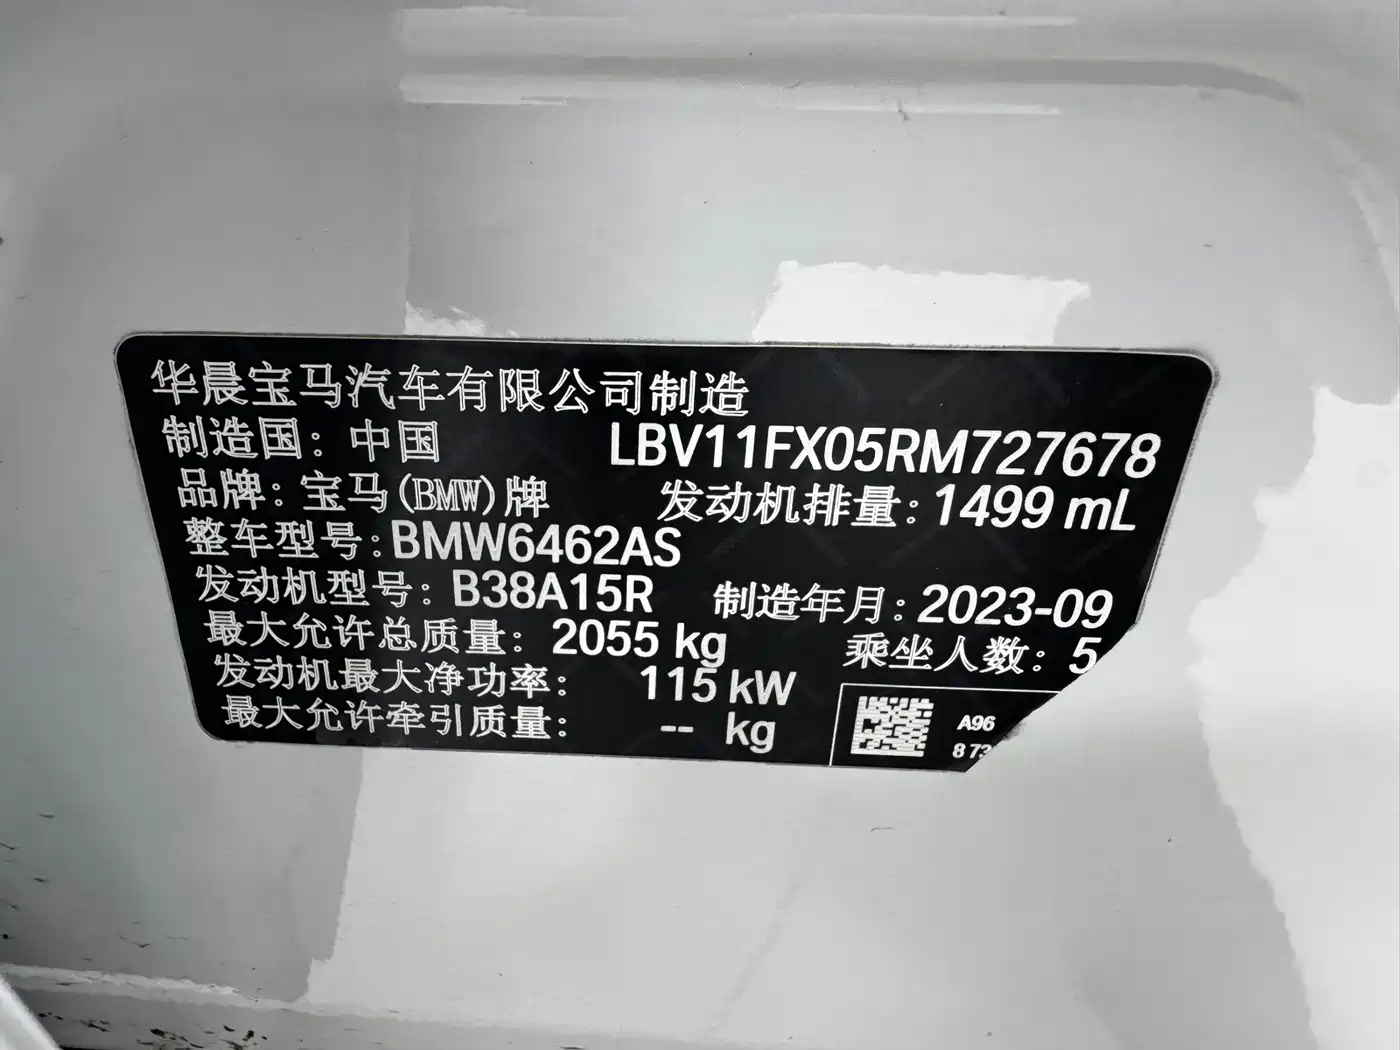 华晨宝马汽车有限公司制造
制造国：中国 LBV11FX05RM727678
品牌：宝马(BMW)牌 发动机排量：1499 mL
整车型号：BMW6462AS
发动机型号：B38A15R 制造年月：2023-09
最大允许总质量：2055 kg 乘坐人数：5
发动机最大净功率：115 kW
最大允许牵引质量：-- kg
A96
8 73